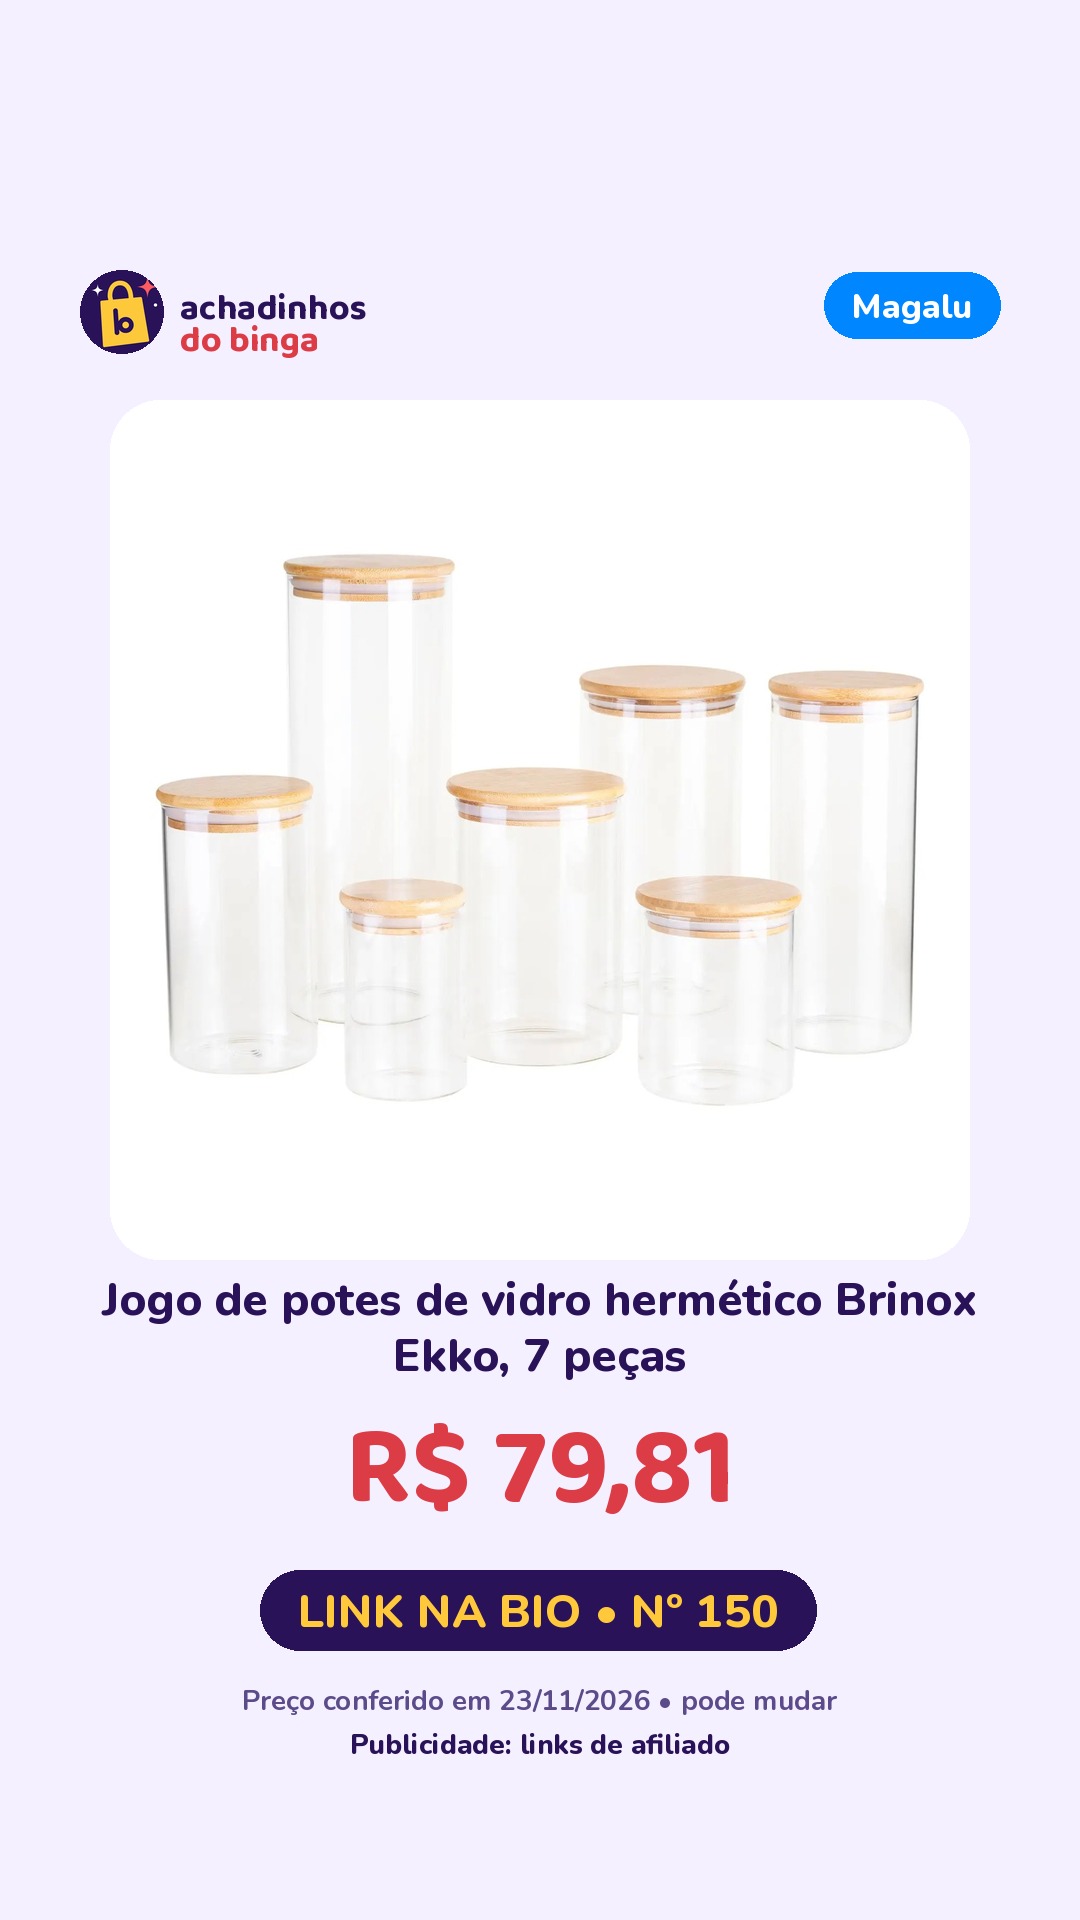 achadinhos
do binga
Magalu
Jogo de potes de vidro hermético Brinox
Ekko, 7 peças
R$ 79,81
LINK NA BIO • Nº 150
Preço conferido em 23/11/2026 • pode mudar
Publicidade: links de afiliado